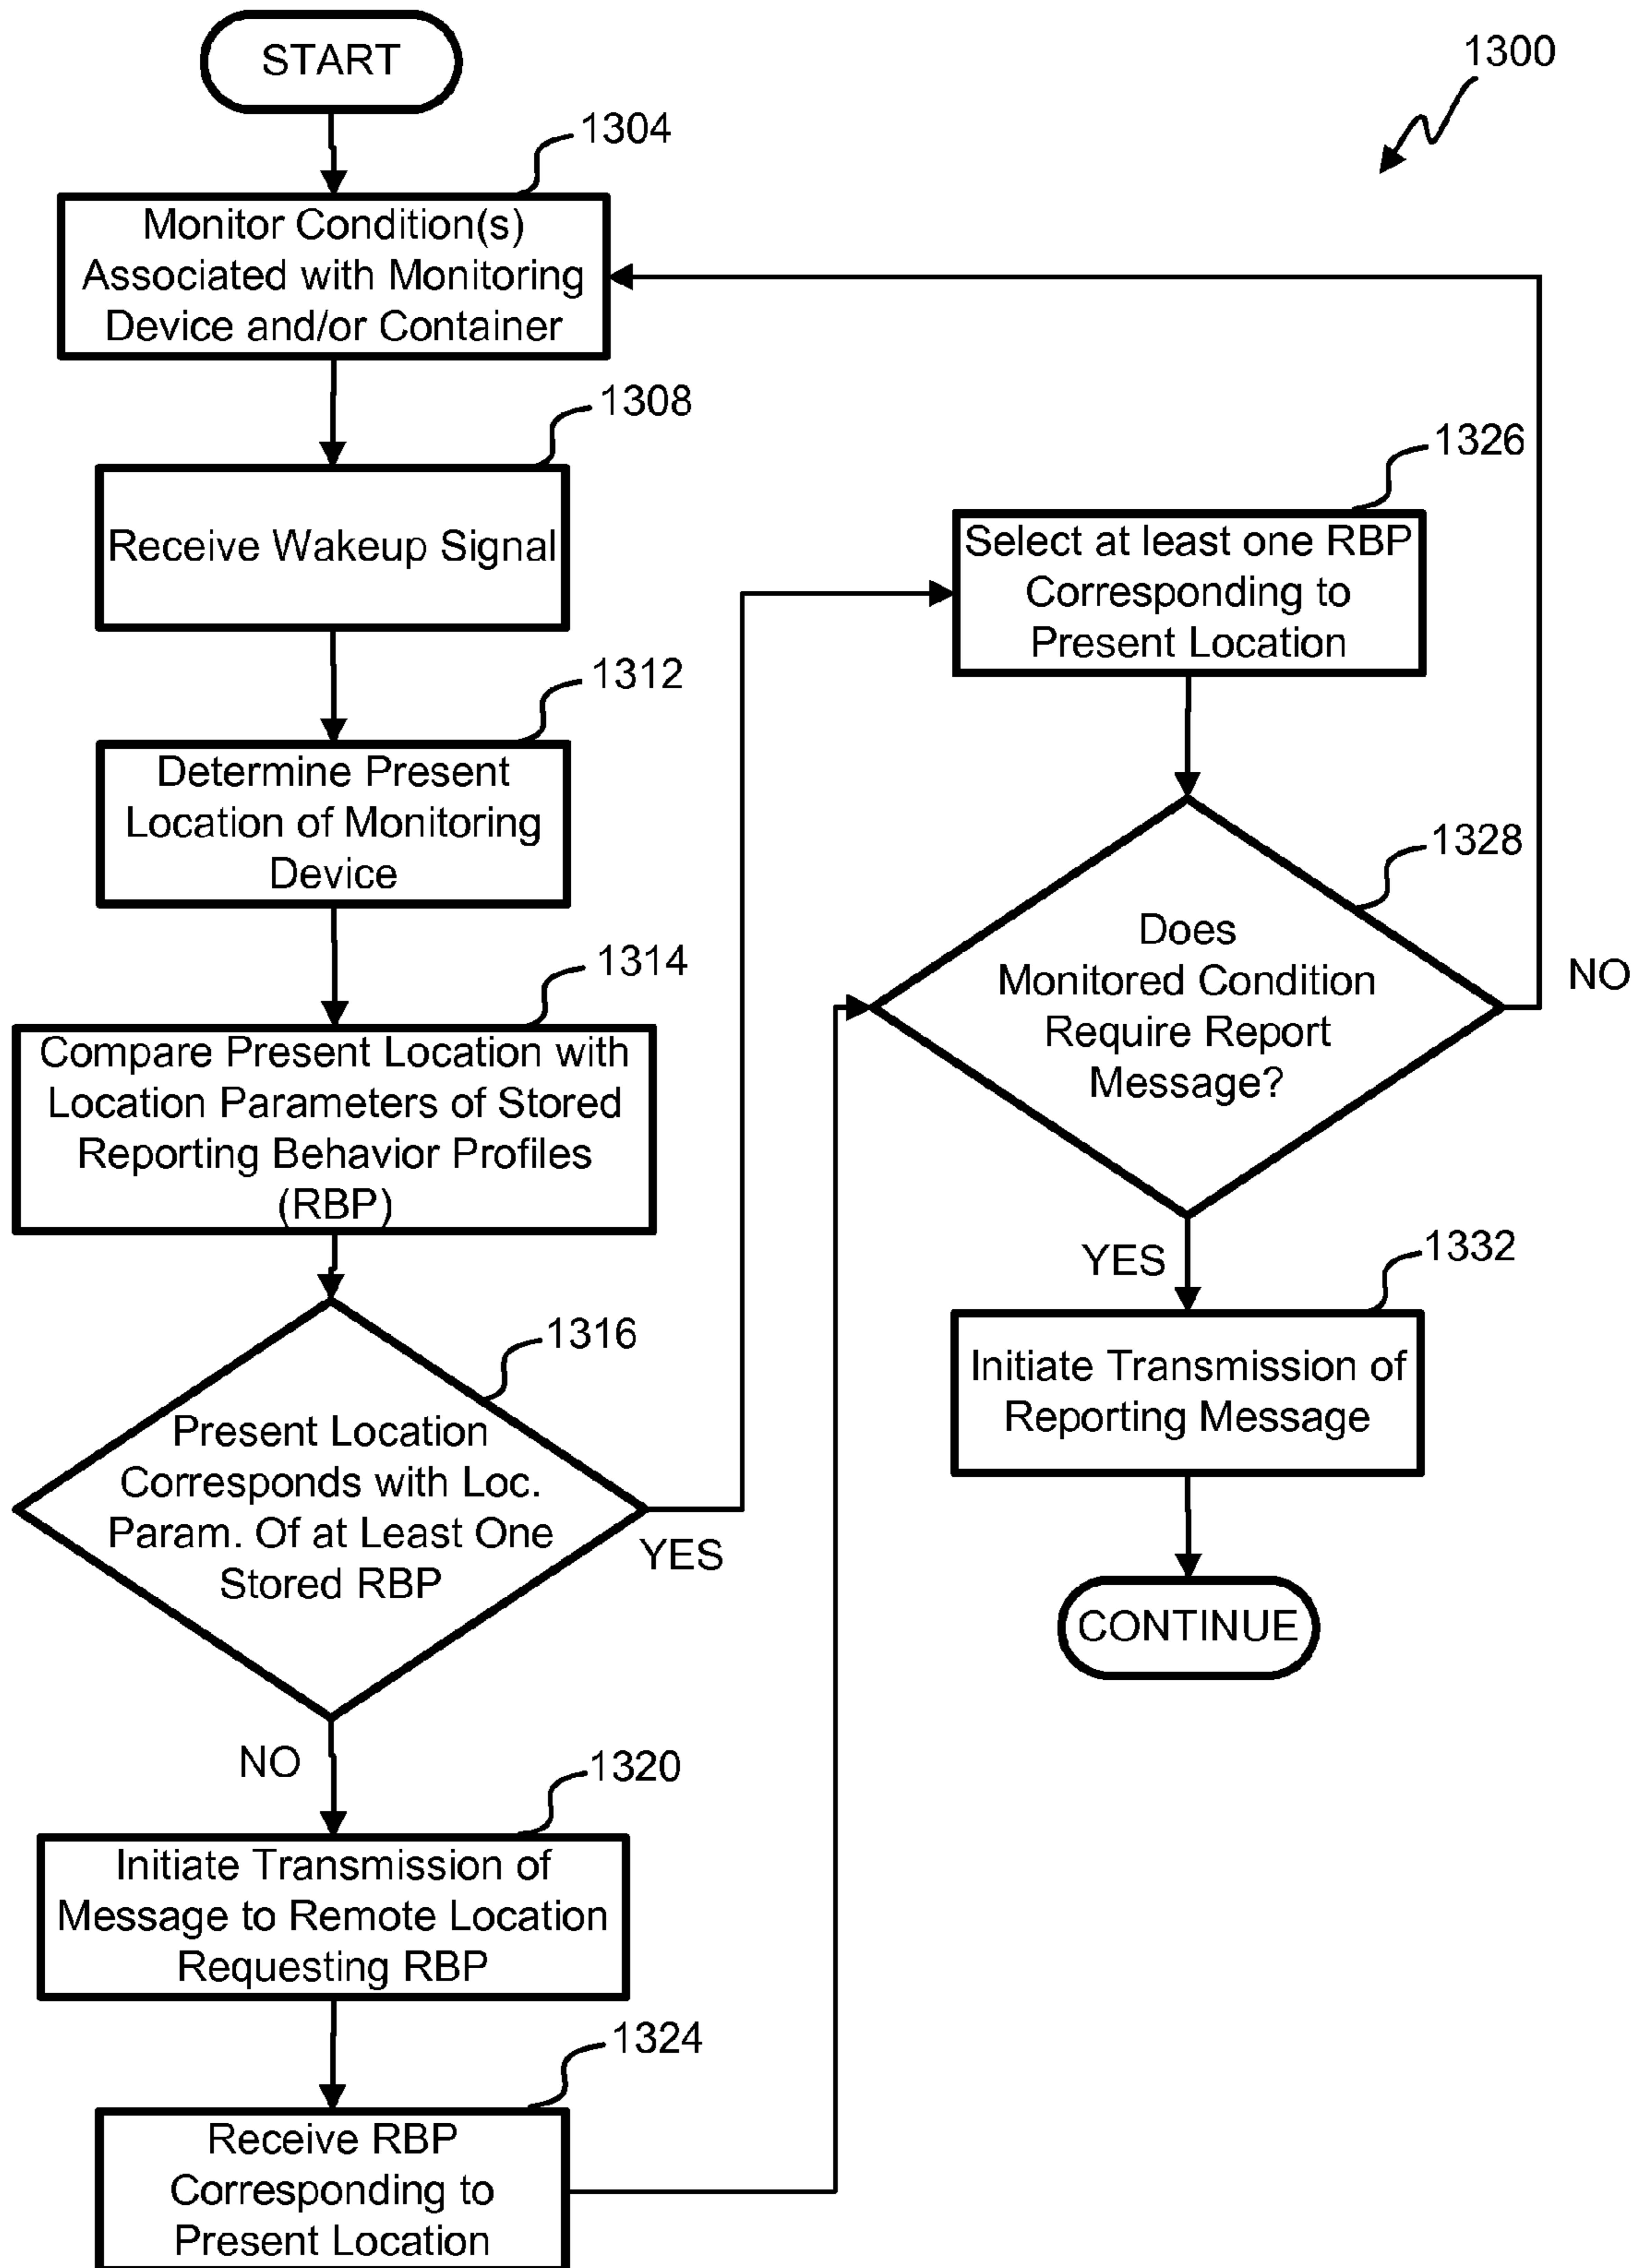 START
1300
1304
Monitor Condition(s)
Associated with Monitoring
Device and/or Container
1308
Receive Wakeup Signal
1312
Determine Present
Location of Monitoring
Device
1314
Compare Present Location with
Location Parameters of Stored
Reporting Behavior Profiles
(RBP)
1316
Present Location
Corresponds with Loc.
Param. Of at Least One
Stored RBP
YES
NO
1320
Initiate Transmission of
Message to Remote Location
Requesting RBP
1324
Receive RBP
Corresponding to
Present Location
1326
Select at least one RBP
Corresponding to
Present Location
1328
Does
Monitored Condition
Require Report
Message?
NO
YES
1332
Initiate Transmission of
Reporting Message
CONTINUE